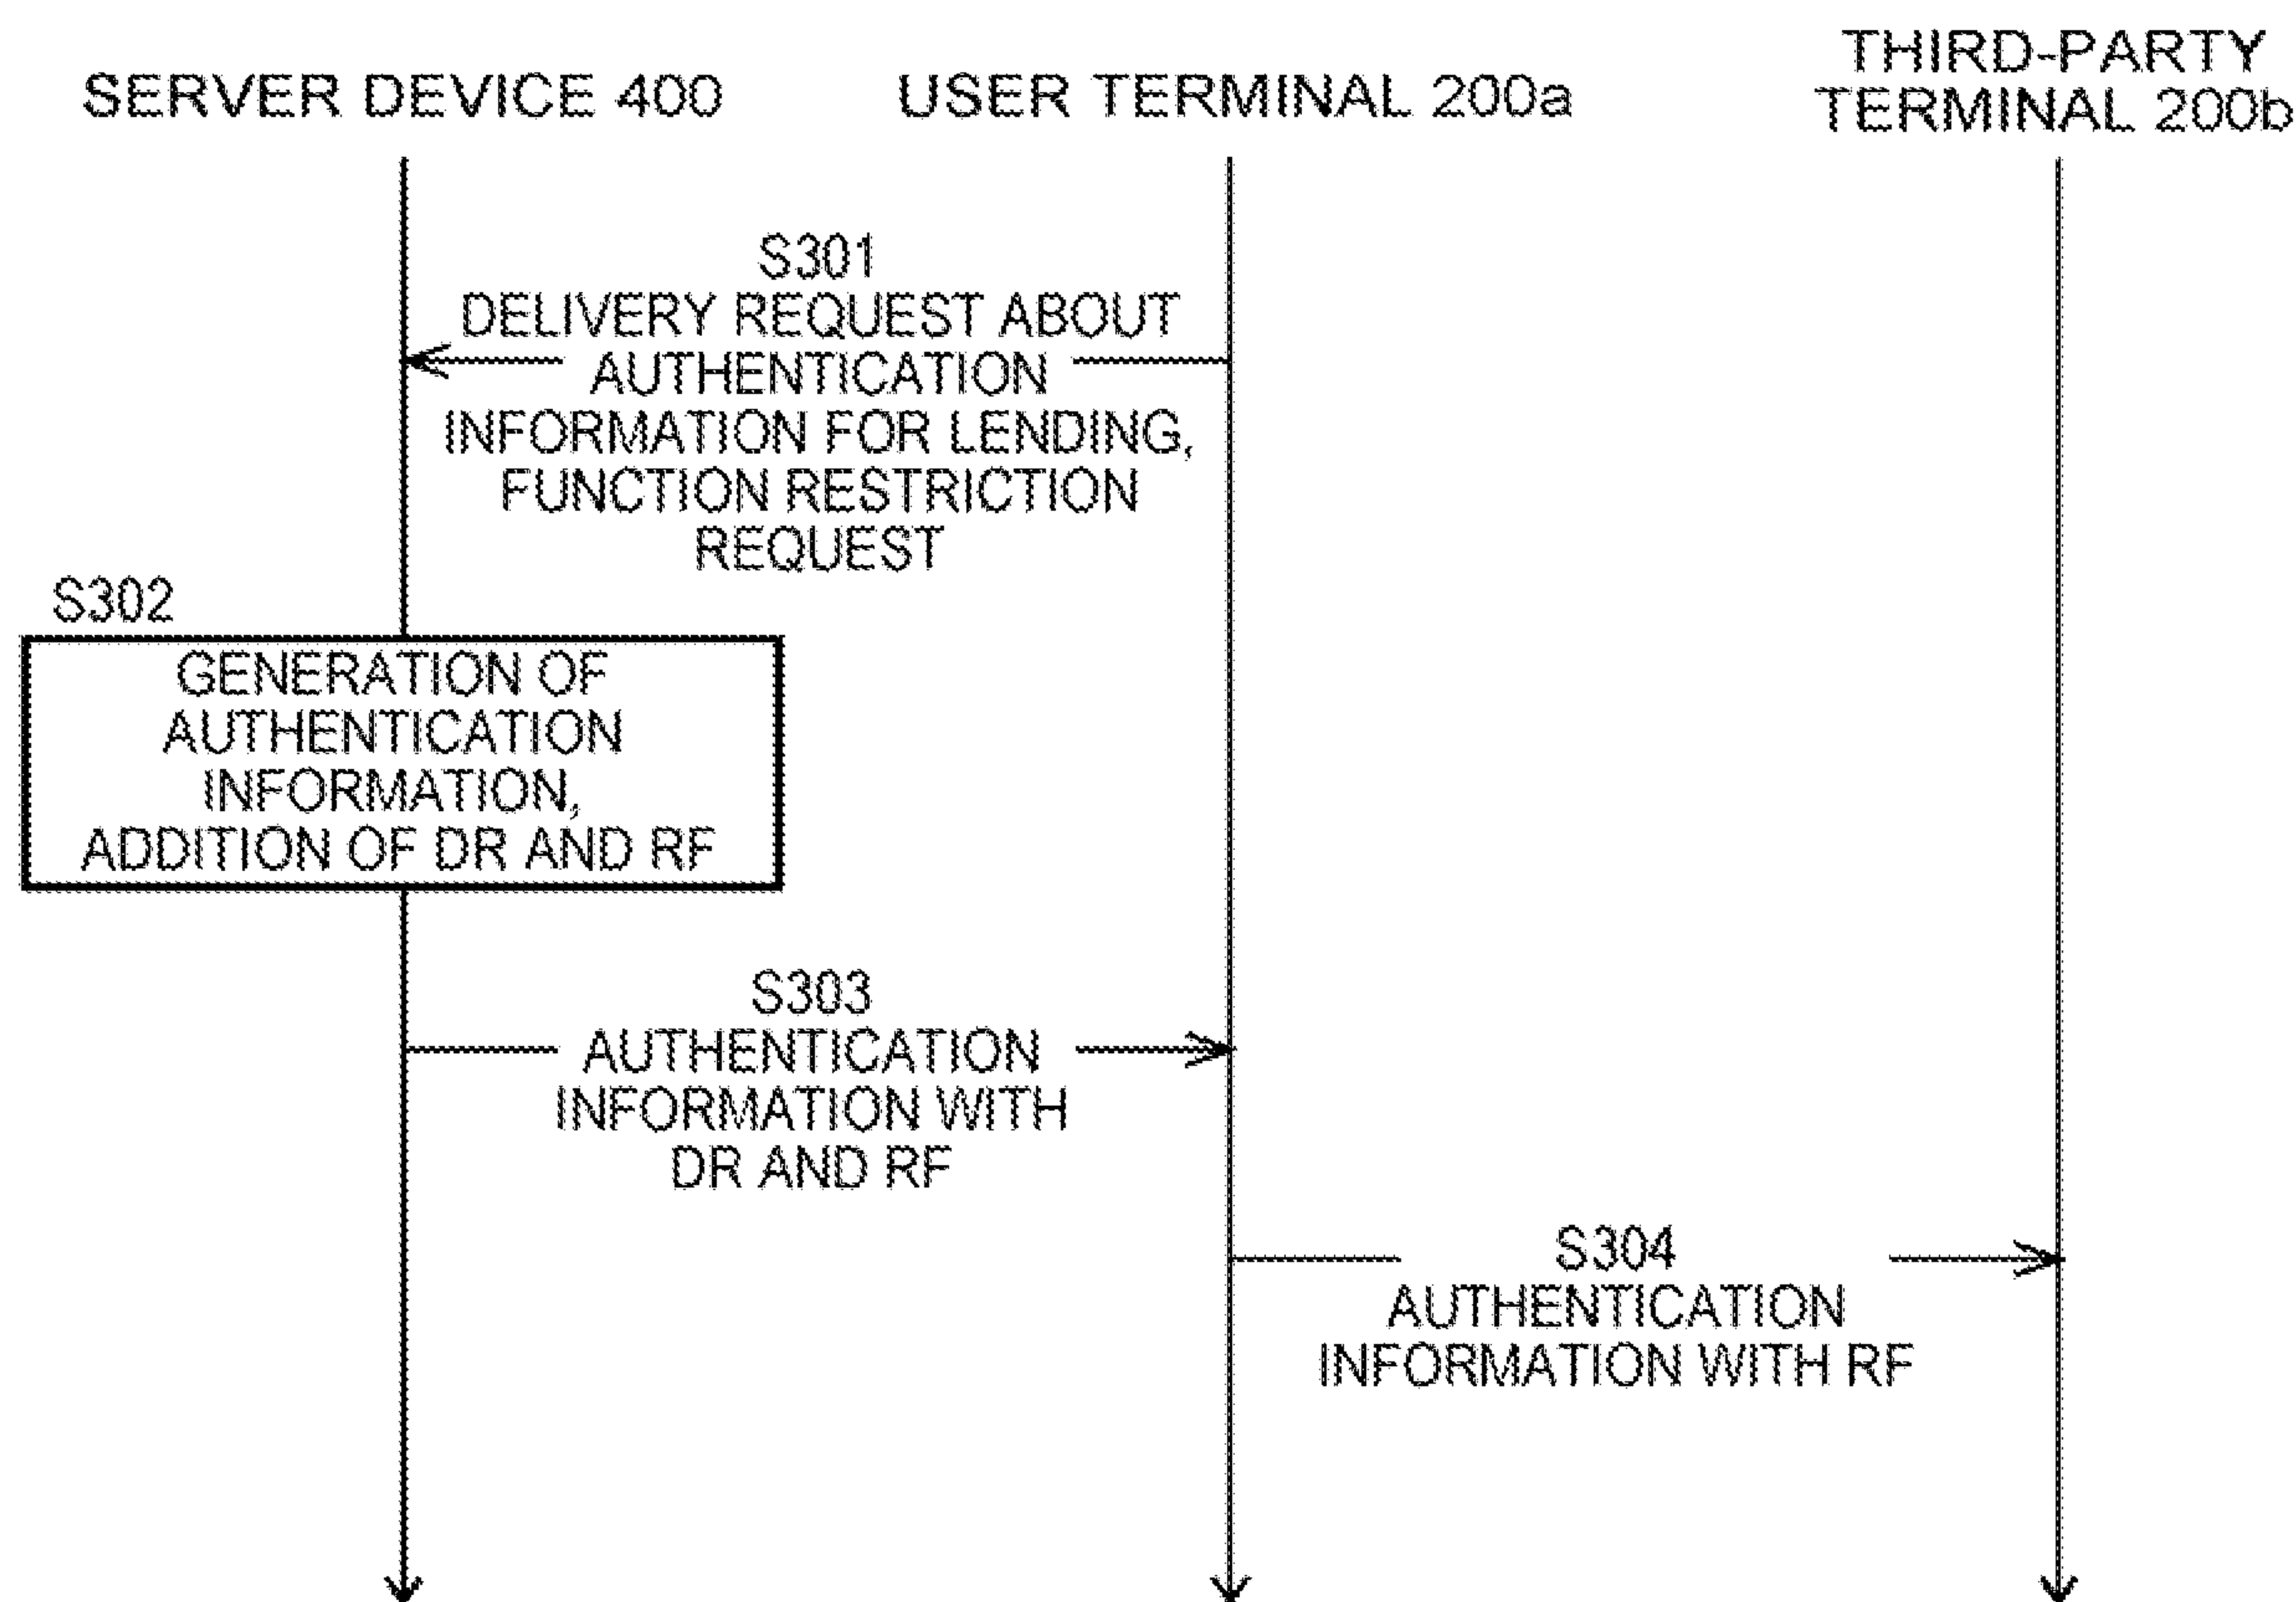 SERVER DEVICE 400
USER TERMINAL 200a
THIRD-PARTY
TERMINAL 200b
S301
DELIVERY REQUEST ABOUT
AUTHENTICATION
INFORMATION FOR LENDING,
FUNCTION RESTRICTION
REQUEST
S302
GENERATION OF
AUTHENTICATION
INFORMATION,
ADDITION OF DR AND RF
S303
AUTHENTICATION
INFORMATION WITH
DR AND RF
S304
AUTHENTICATION
INFORMATION WITH RF